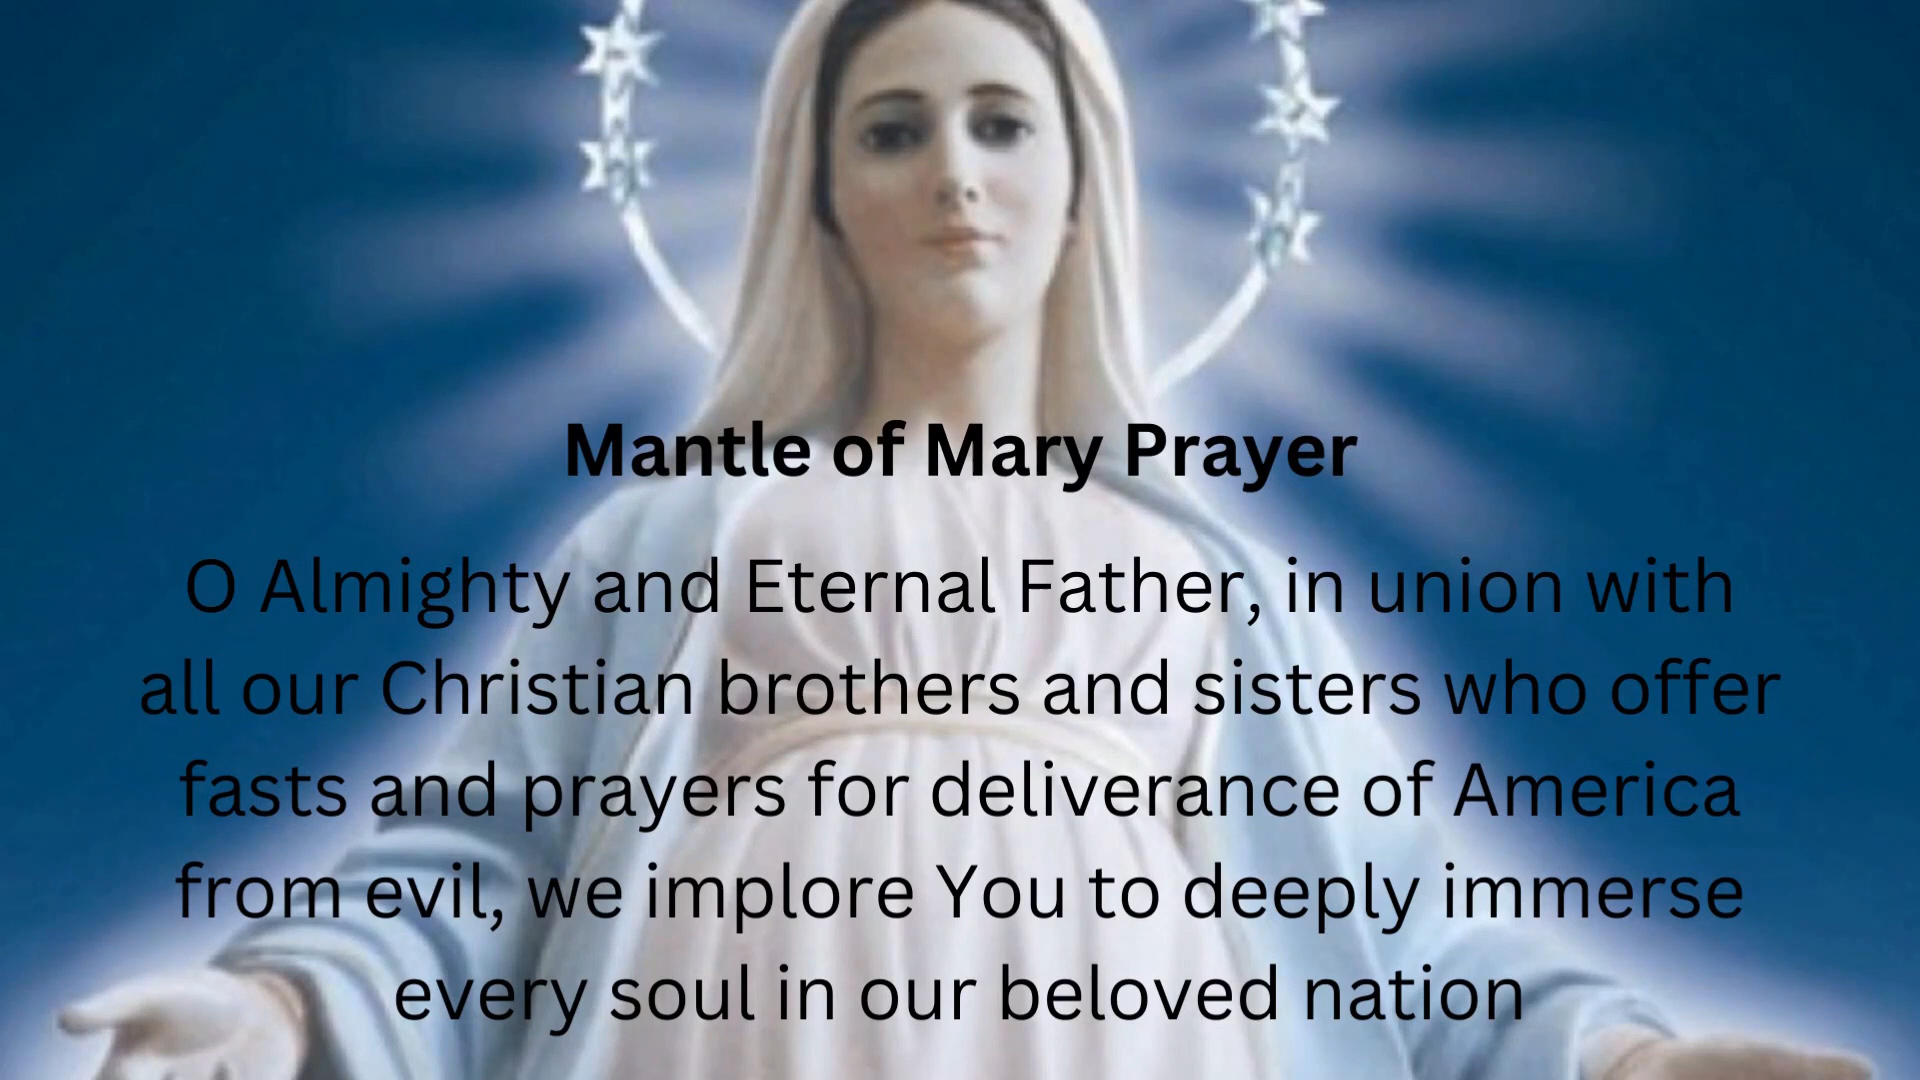 Mantle of Mary Prayer
O Almighty and Eternal Father, in union with
all our Christian brothers and sisters who offer
fasts and prayers for deliverance of America
from evil, we implore You to deeply immerse
every soul in our beloved nation